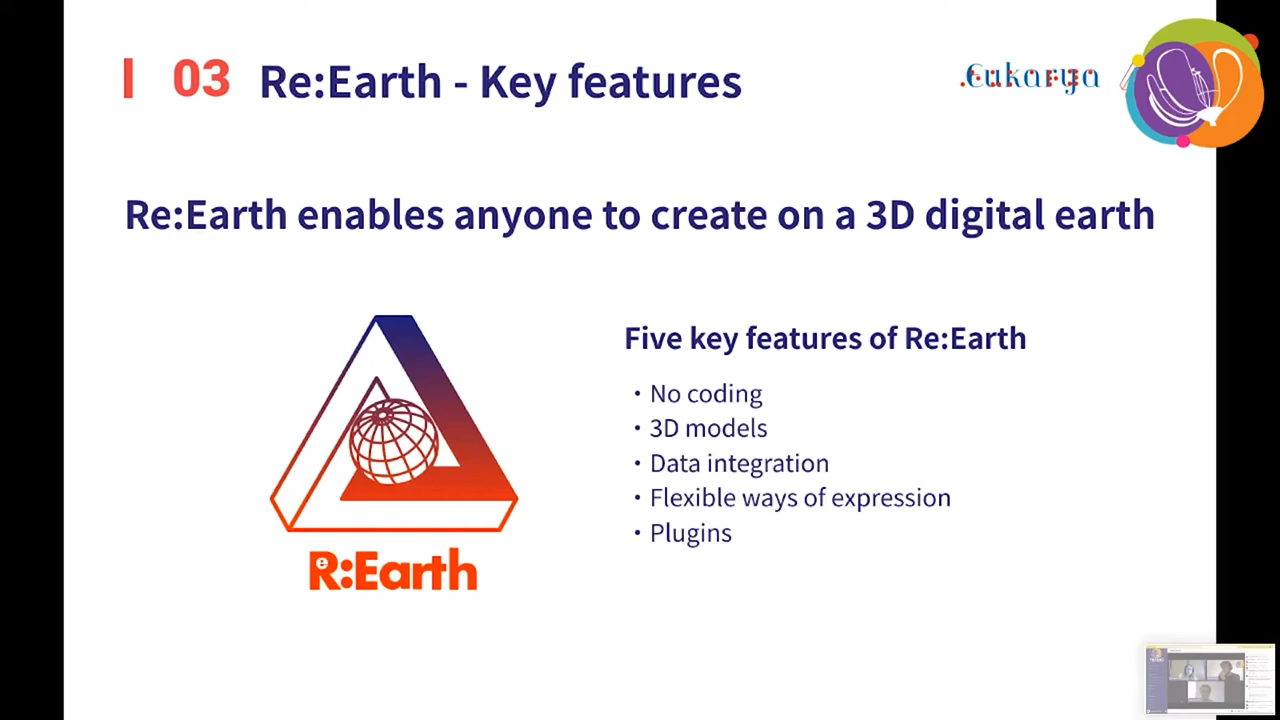 03 Re:Earth - Key features
Eukarya
Re:Earth enables anyone to create on a 3D digital earth
Five key features of Re:Earth
・No coding
・3D models
・Data integration
・Flexible ways of expression
・Plugins
Re:Earth